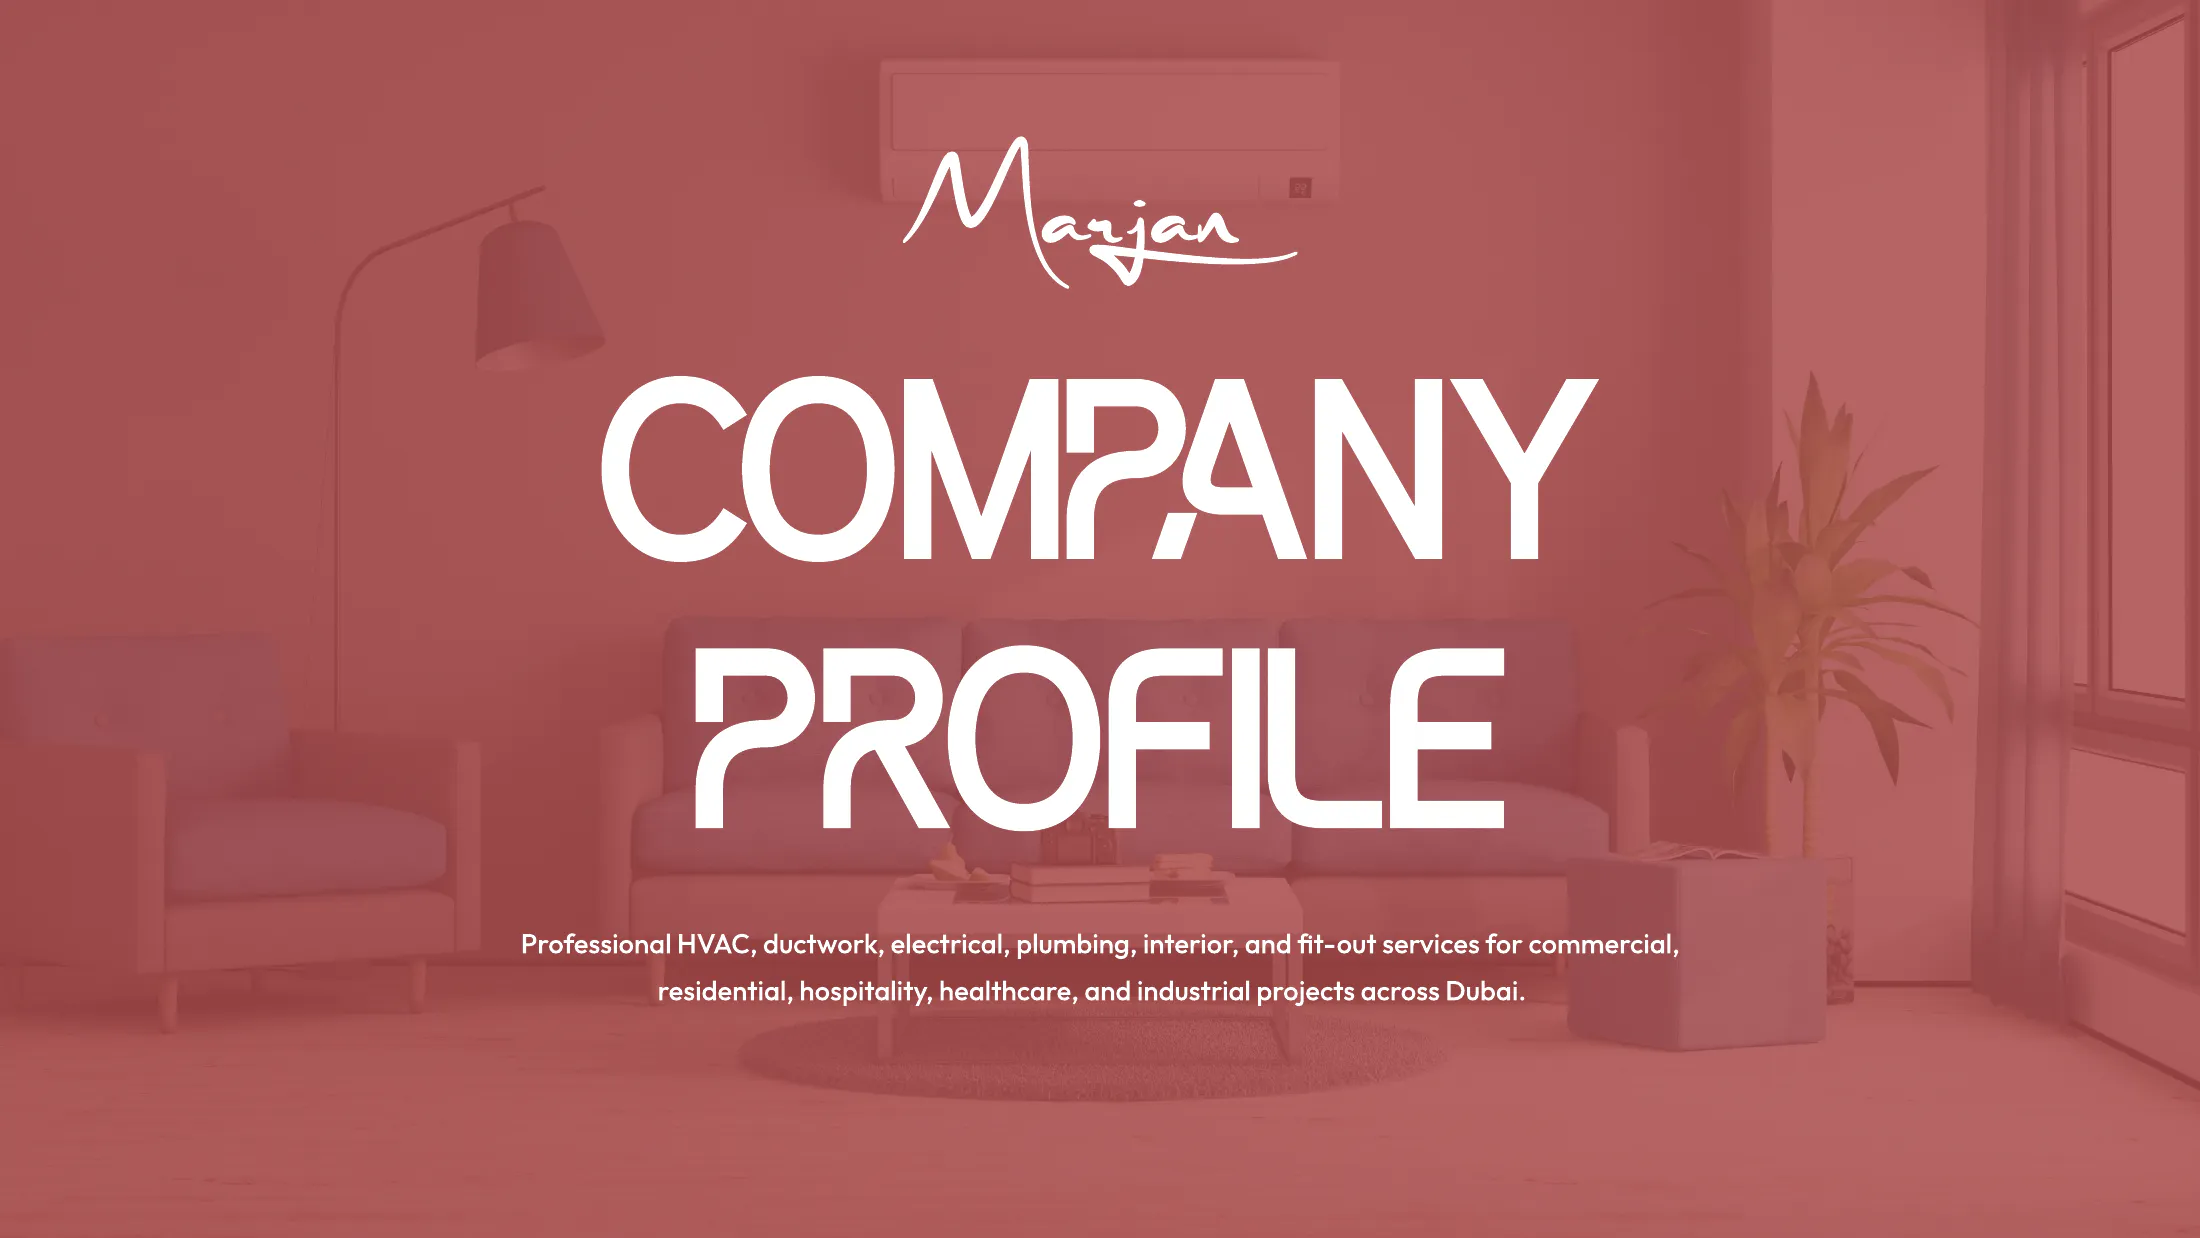 Marjan
COMPANY
PROFILE
Professional HVAC, ductwork, electrical, plumbing, interior, and fit-out services for commercial,
residential, hospitality, healthcare, and industrial projects across Dubai.